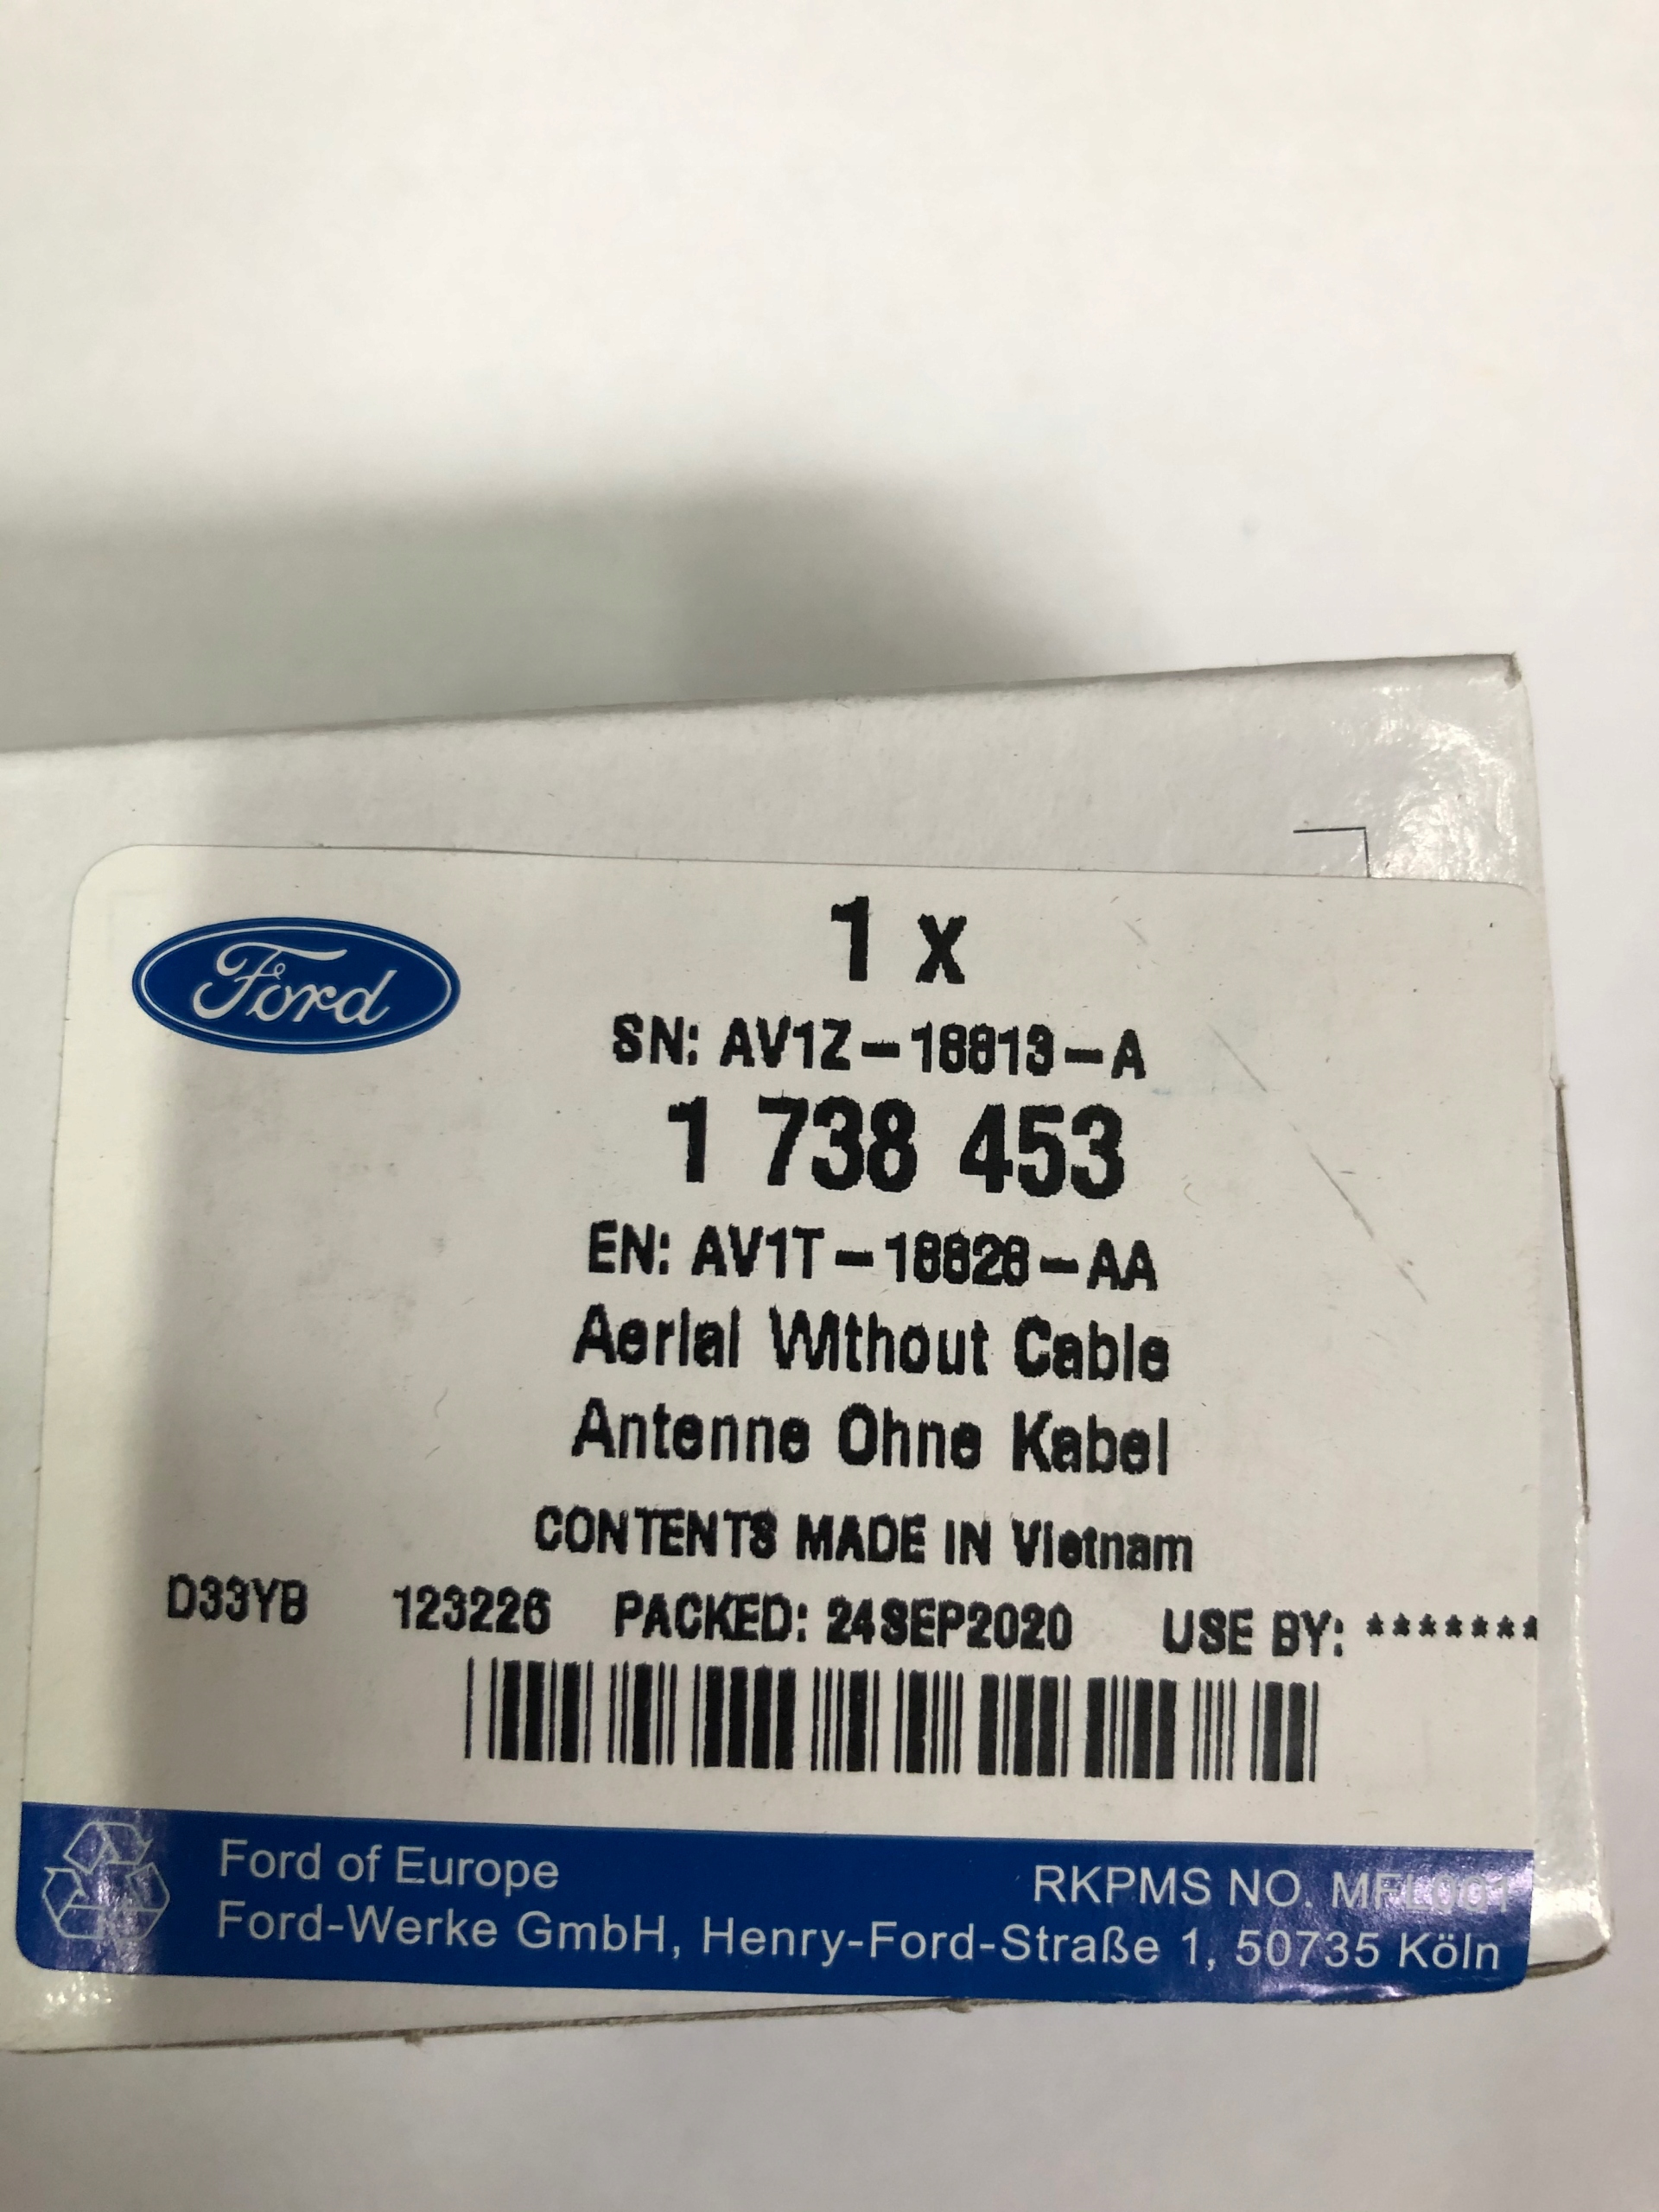 Ford
1 x
SN: AV1Z-18813-A
1 738 453
EN: AV1T-18828-AA
Aerial Without Cable
Antenne Ohne Kabel
CONTENTS MADE IN Vietnam
D33YB 123226 PACKED: 24SEP2020 USE BY: *******
Ford of Europe RKPMS NO. MFL001
Ford-Werke GmbH, Henry-Ford-Straße 1, 50735 Köln